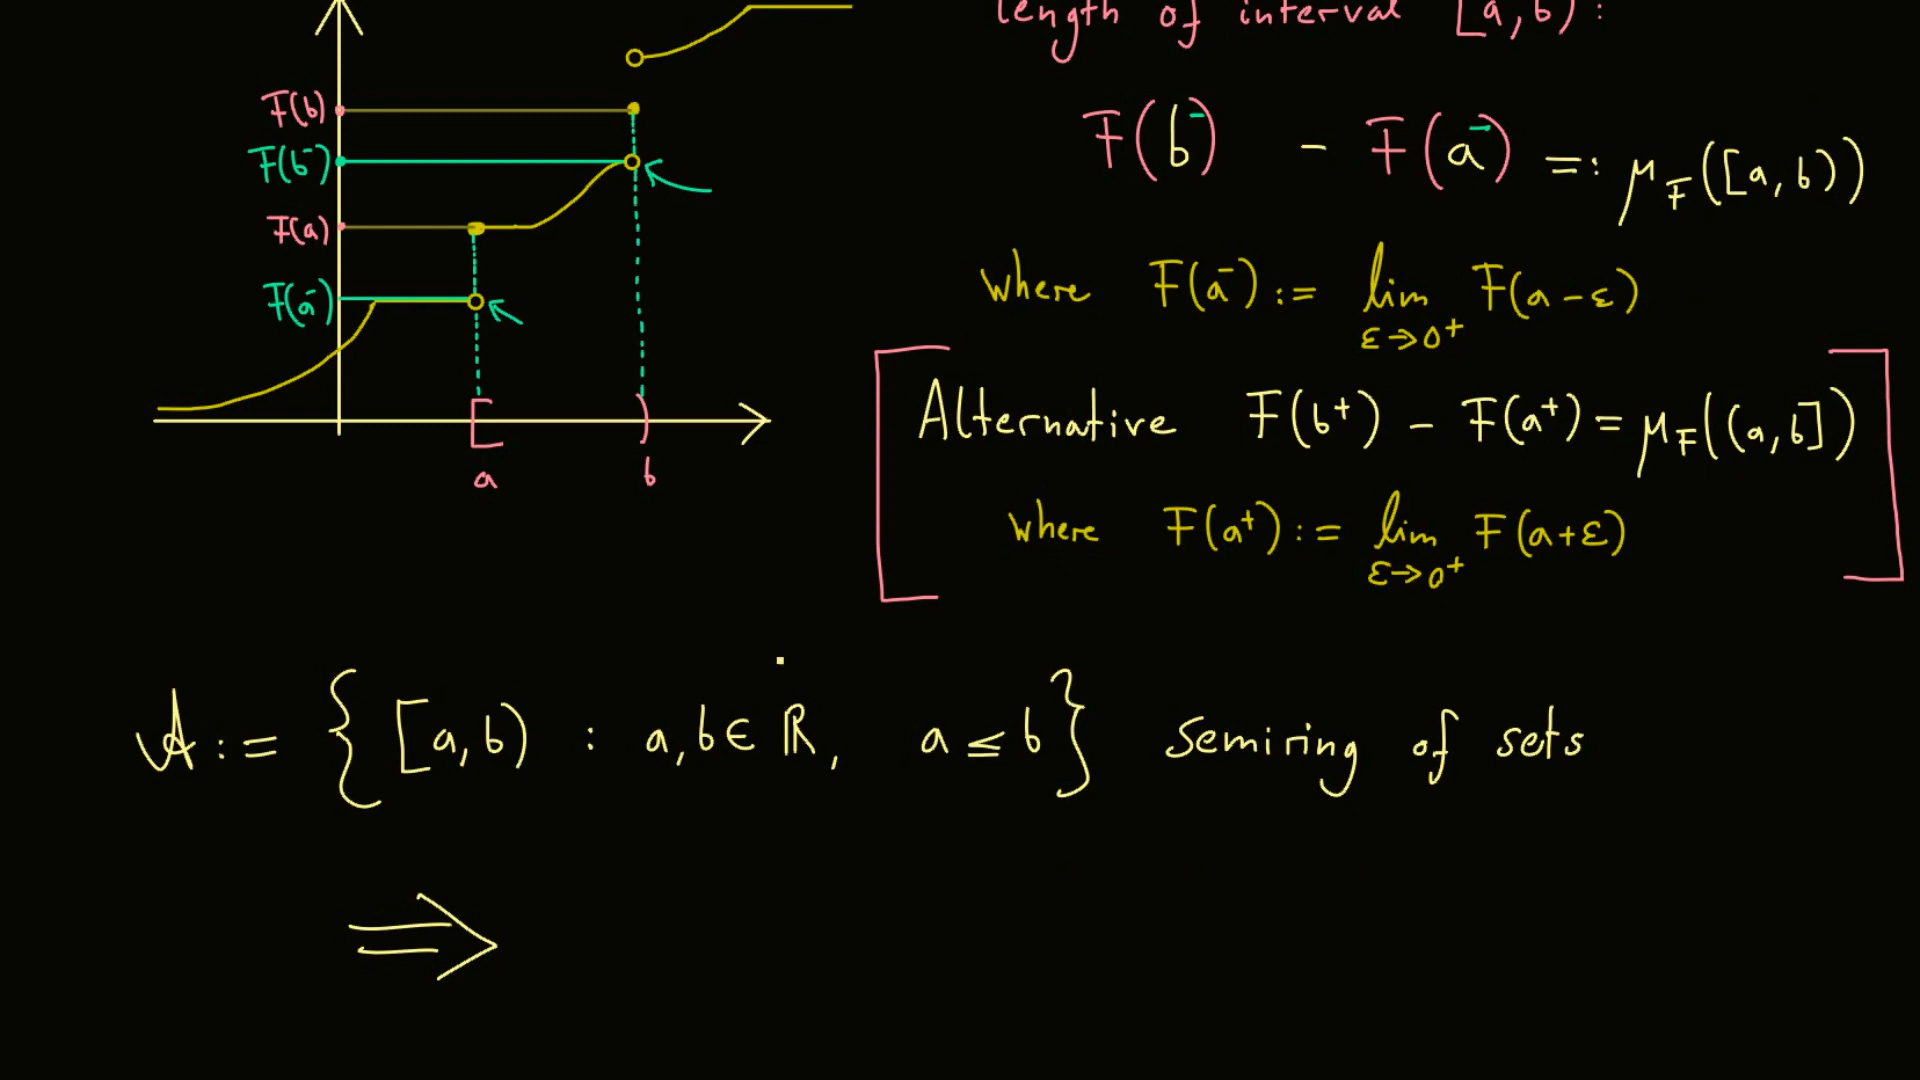 length of interval [a, b) :
F(b⁻) - F(a⁻) =: μ_F([a, b))
where F(a⁻) := lim_{ε→0⁺} F(a-ε)
Alternative F(b⁺) - F(a⁺) = μ_F((a, b])
where F(a⁺) := lim_{ε→0⁺} F(a+ε)
F(b)
F(b⁻)
F(a)
F(a⁻)
a
b
𝒜 := { [a, b) : a, b ∈ ℝ, a ≤ b } semiring of sets
⟹